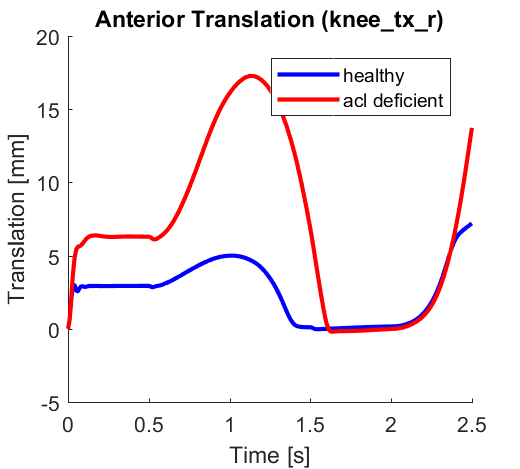 Anterior Translation (knee_tx_r)
healthy
acl deficient
Translation [mm]
20
15
10
5
0
-5
0 0.5 1 1.5 2 2.5
Time [s]